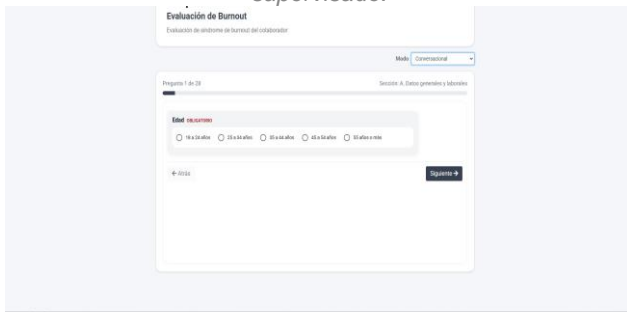 supervisado.
Evaluación de Burnout
Evaluación de síndrome de burnout del colaborador.
Modo Conversacional
Pregunta 1 de 28
Sección: A. Datos generales y laborales
Edad OBLIGATORIO
18 a 24 años 25 a 34 años 35 a 44 años 45 a 54 años 55 años o más
← Atrás
Siguiente →